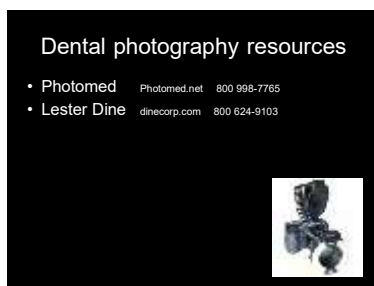 Dental photography resources
• Photomed Photomed.net 800 998-7765
• Lester Dine dinecorp.com 800 624-9103